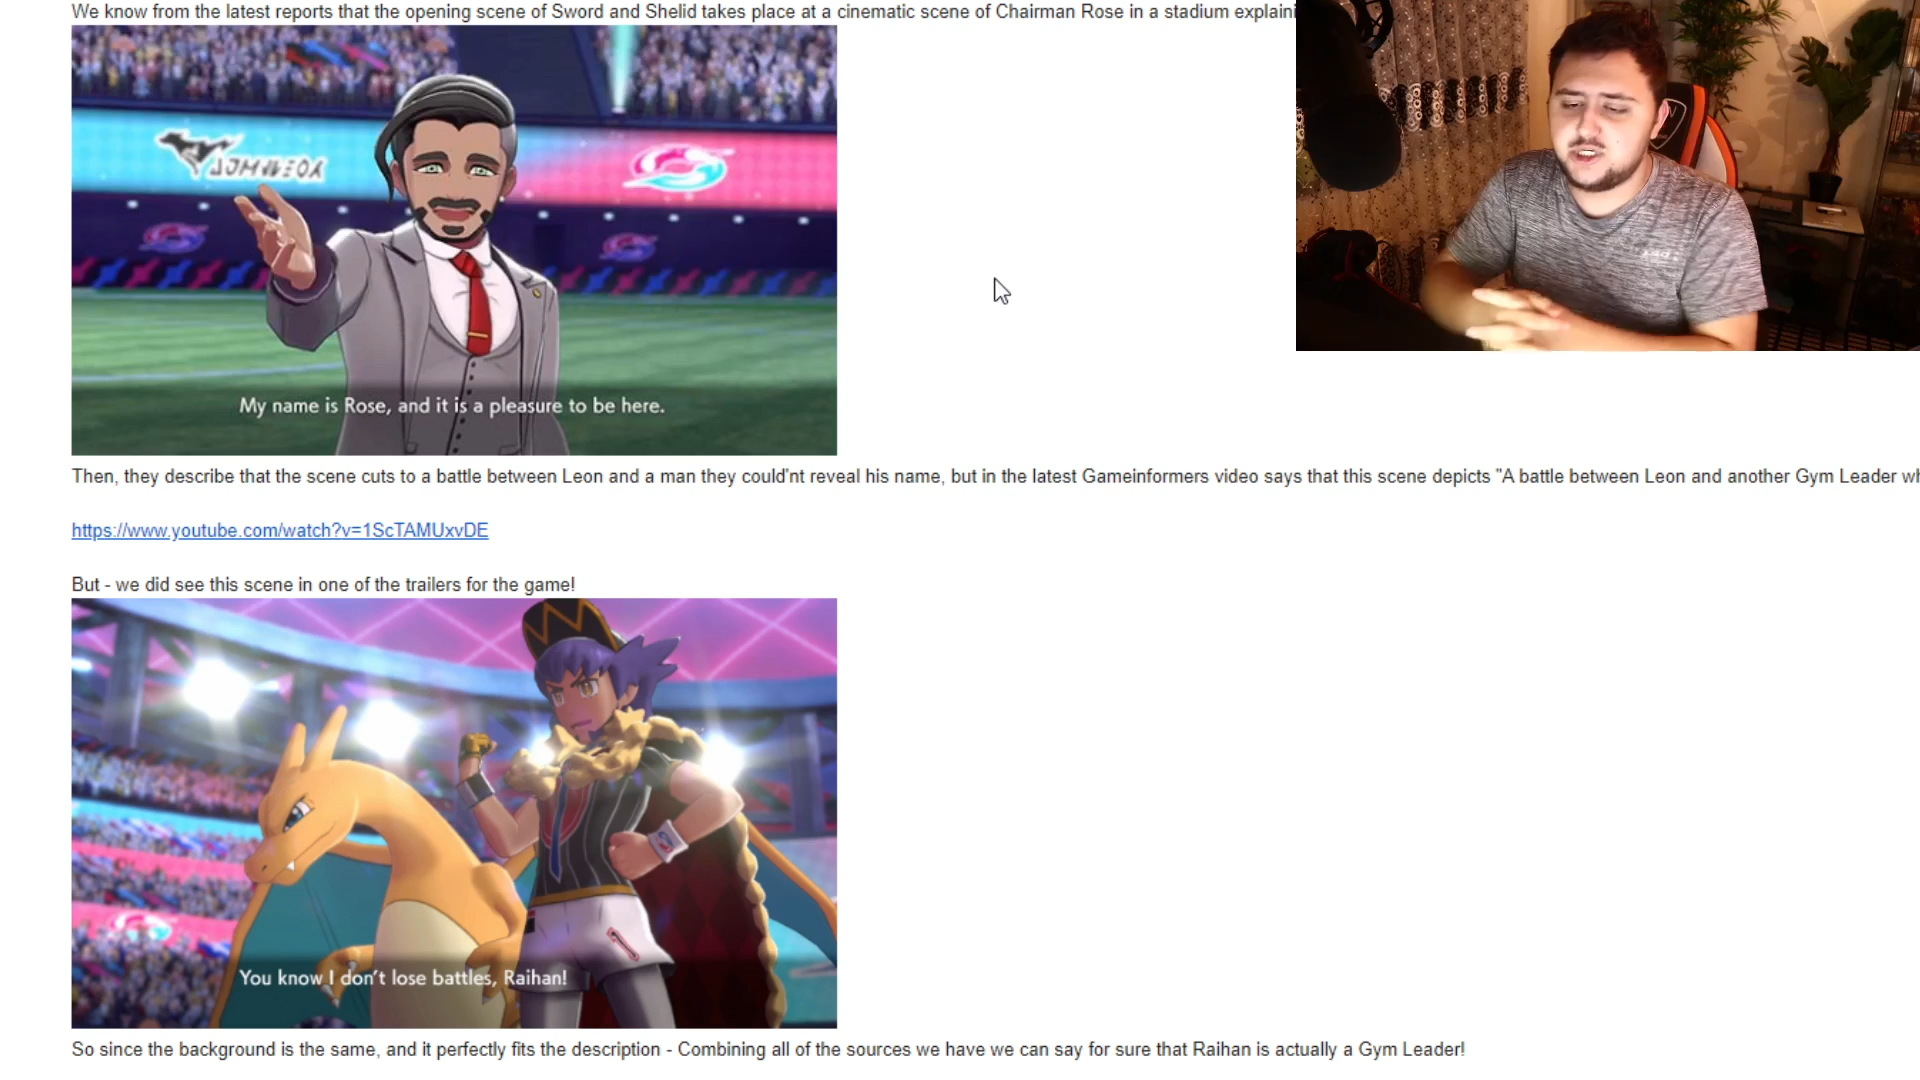 We know from the latest reports that the opening scene of Sword and Shelid takes place at a cinematic scene of Chairman Rose in a stadium explaini
My name is Rose, and it is a pleasure to be here.
Then, they describe that the scene cuts to a battle between Leon and a man they could'nt reveal his name, but in the latest Gameinformers video says that this scene depicts "A battle between Leon and another Gym Leader wh
https://www.youtube.com/watch?v=1ScTAMUxvDE
But - we did see this scene in one of the trailers for the game!
You know I don't lose battles, Raihan!
So since the background is the same, and it perfectly fits the description - Combining all of the sources we have we can say for sure that Raihan is actually a Gym Leader!